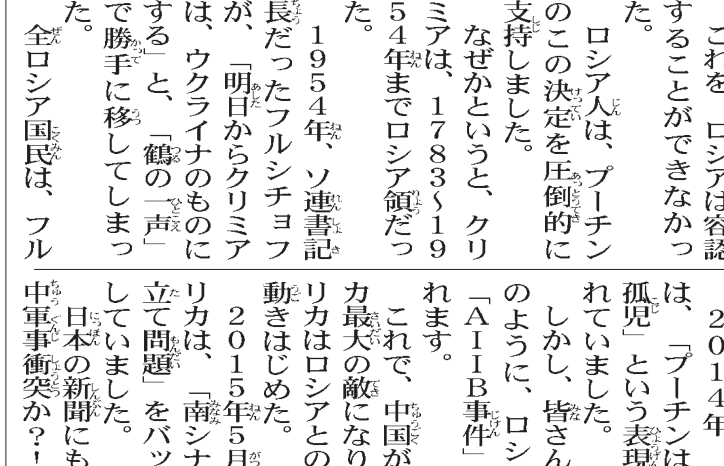 これを、ロシアは容認
することができなかっ
た。
ロシア人は、プーチン
のこの決定を圧倒的に
支持しました。
なぜかというと、クリ
ミアは、1783〜19
54年までロシア領だっ
た。
1954年、ソ連書記
長だったフルシチョフ
が、「明日からクリミア
は、ウクライナのものに
する」と、「鶴の一声」
で勝手に移してしまっ
た。
全ロシア国民は、フル
2014年
は、「プーチンは
孤児」という表現
れていました。
しかし、皆さん
のように、ロシ
「AIIB事件」
れます。
これで、中国が
カ最大の敵になり
リカはロシアとの
動きはじめた。
2015年5月
リカは、「南シナ
立て問題」をバッ
していました。
日本の新聞にも
中軍事衝突か?!